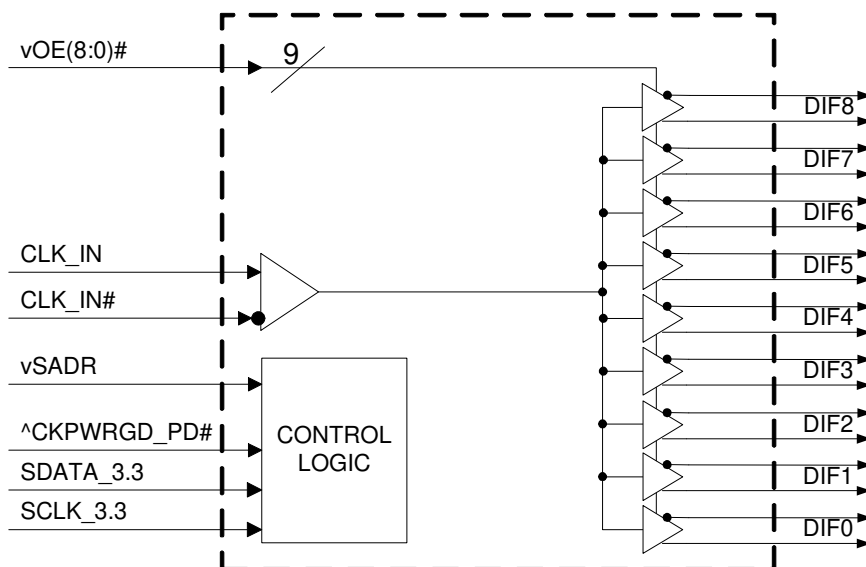 vOE(8:0)#
9
DIF8
DIF7
DIF6
CLK_IN
DIF5
CLK_IN#
DIF4
vSADR
DIF3
^CKPWRGD_PD#
CONTROL
LOGIC
DIF2
SDATA_3.3
DIF1
SCLK_3.3
DIF0